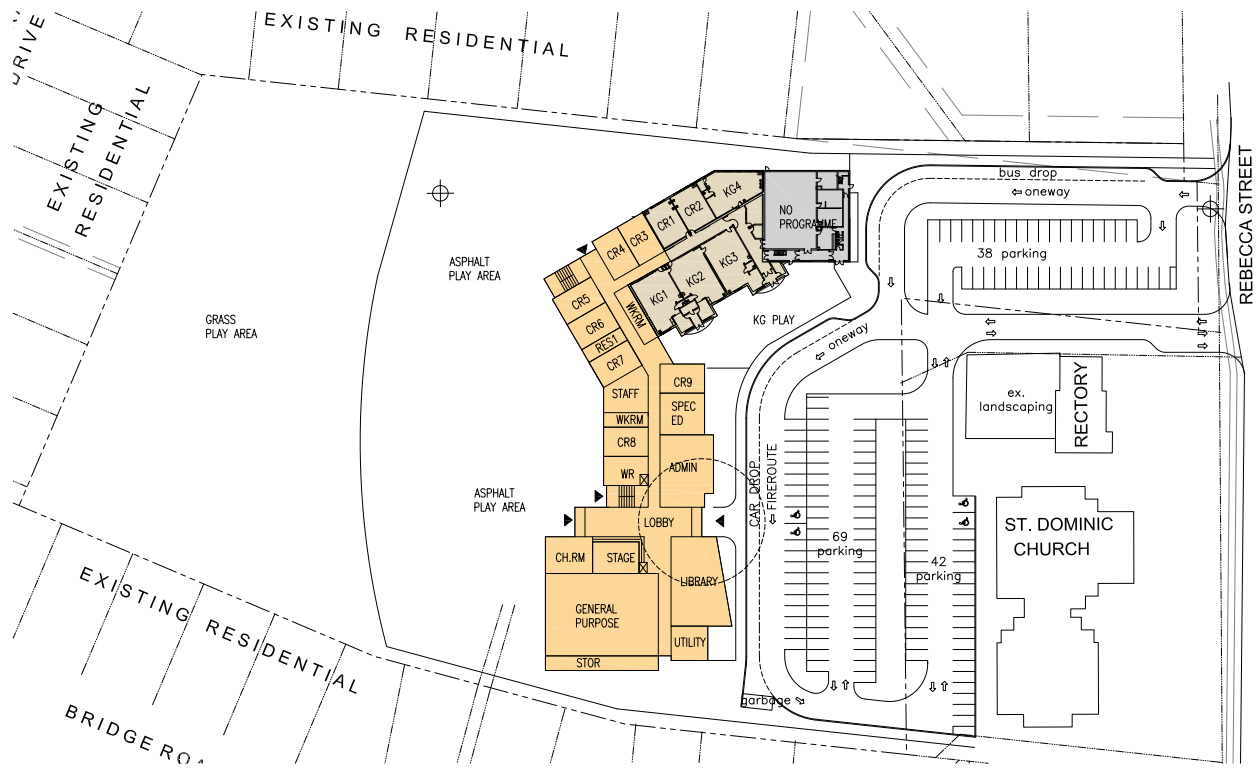 EXISTING RESIDENTIAL
DRIVE
EXISTING
RESIDENTIAL
REBECCA STREET
bus drop
oneway
38 parking
KG4
CR2
CR1
CR3
CR4
NO
PROGRAMME
KG3
KG2
KG1
WKRM
KG PLAY
ASPHALT
PLAY AREA
GRASS
PLAY AREA
CR5
CR6
RES1
CR7
STAFF
WKRM
CR8
WR
CR9
SPEC
ED
ADMIN
oneway
ex.
landscaping
RECTORY
ASPHALT
PLAY AREA
LOBBY
CAR DROP
FIREROUTE
69
parking
42
parking
ST. DOMINIC
CHURCH
CH.RM
STAGE
LIBRARY
GENERAL
PURPOSE
UTILITY
STOR
garbage
EXISTING RESIDENTIAL
BRIDGE